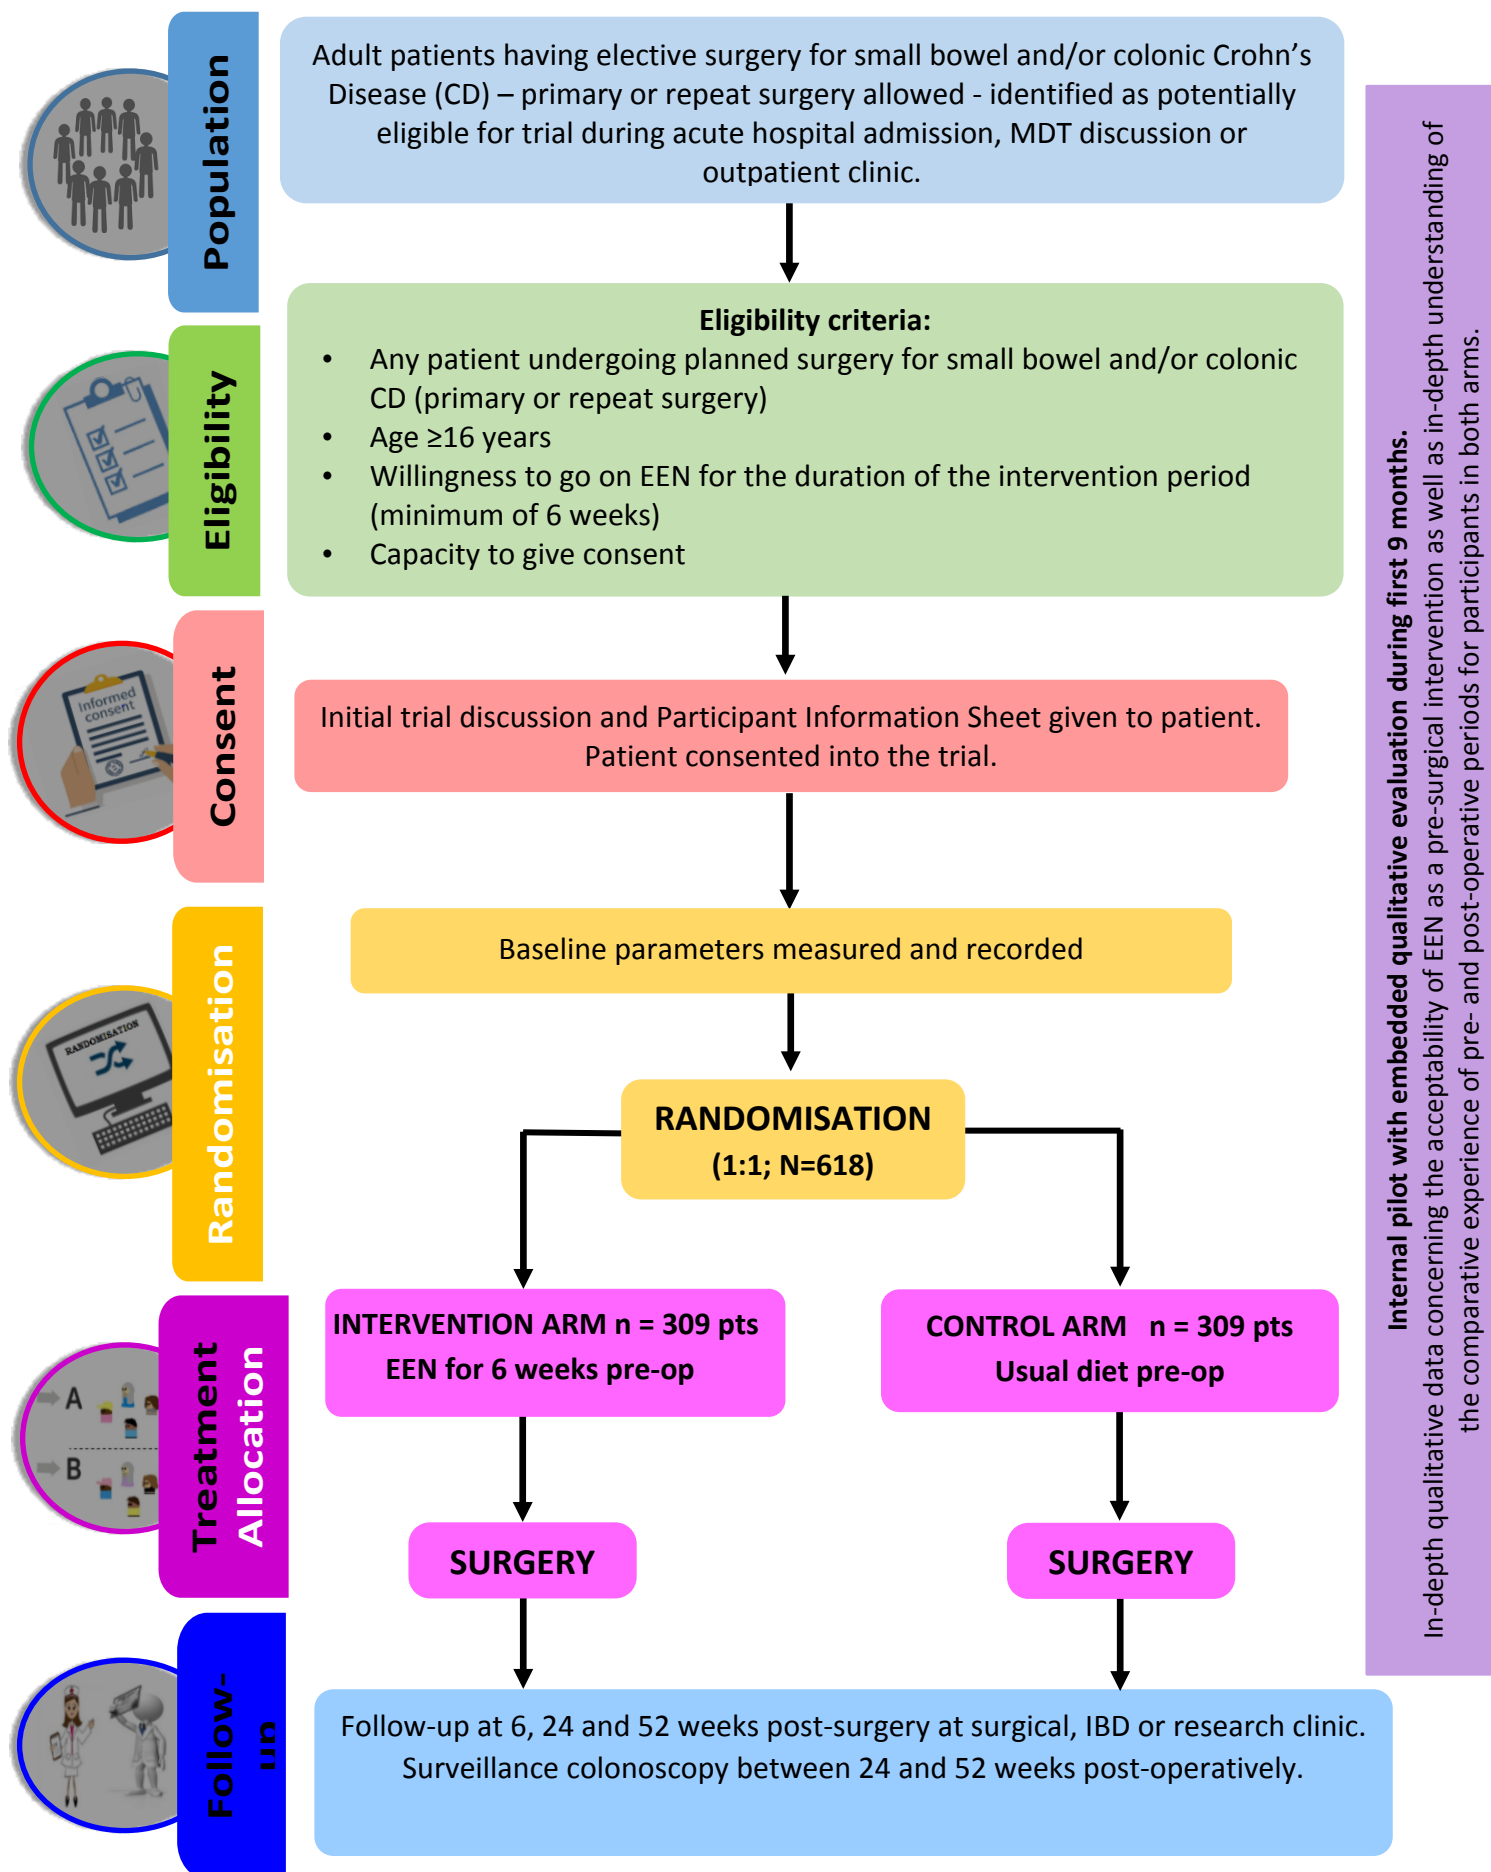 Population
Adult patients having elective surgery for small bowel and/or colonic Crohn's
Disease (CD) – primary or repeat surgery allowed - identified as potentially
eligible for trial during acute hospital admission, MDT discussion or
outpatient clinic.
Eligibility
Eligibility criteria:
• Any patient undergoing planned surgery for small bowel and/or colonic
CD (primary or repeat surgery)
• Age ≥16 years
• Willingness to go on EEN for the duration of the intervention period
(minimum of 6 weeks)
• Capacity to give consent
Consent
Informed
consent
Initial trial discussion and Participant Information Sheet given to patient.
Patient consented into the trial.
Randomisation
RANDOMISATION
Baseline parameters measured and recorded
RANDOMISATION
(1:1; N=618)
Treatment
Allocation
A
B
INTERVENTION ARM n = 309 pts
EEN for 6 weeks pre-op
CONTROL ARM n = 309 pts
Usual diet pre-op
SURGERY
SURGERY
Follow-
up
Follow-up at 6, 24 and 52 weeks post-surgery at surgical, IBD or research clinic.
Surveillance colonoscopy between 24 and 52 weeks post-operatively.
Internal pilot with embedded qualitative evaluation during first 9 months.
In-depth qualitative data concerning the acceptability of EEN as a pre-surgical intervention as well as in-depth understanding of
the comparative experience of pre- and post-operative periods for participants in both arms.